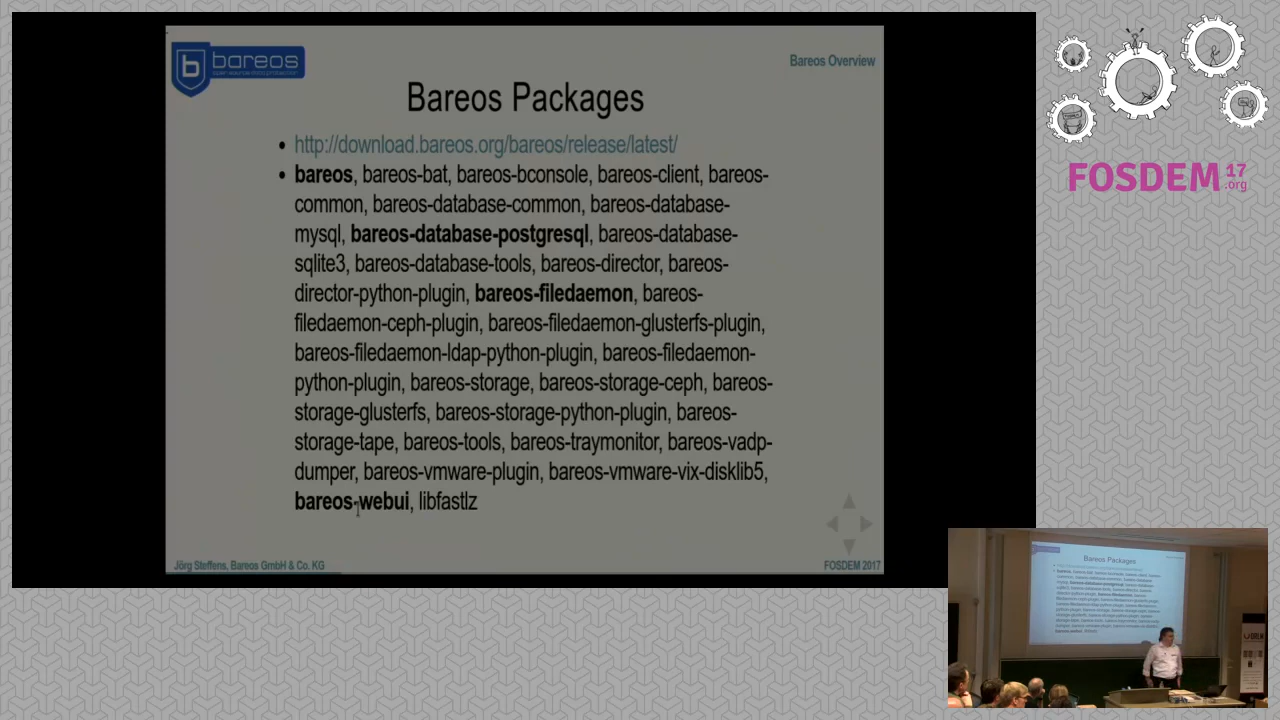 bareos
Bareos Overview
Bareos Packages
http://download.bareos.org/bareos/release/latest/
bareos, bareos-bat, bareos-bconsole, bareos-client, bareos-
common, bareos-database-common, bareos-database-
mysql, bareos-database-postgresql, bareos-database-
sqlite3, bareos-database-tools, bareos-director, bareos-
director-python-plugin, bareos-filedaemon, bareos-
filedaemon-ceph-plugin, bareos-filedaemon-glusterfs-plugin,
bareos-filedaemon-ldap-python-plugin, bareos-filedaemon-
python-plugin, bareos-storage, bareos-storage-ceph, bareos-
storage-glusterfs, bareos-storage-python-plugin, bareos-
storage-tape, bareos-tools, bareos-traymonitor, bareos-vadp-
dumper, bareos-vmware-plugin, bareos-vmware-vix-disklib5,
bareos-webui, libfastlz
Jörg Steffens, Bareos GmbH & Co. KG
FOSDEM 2017
FOSDEM 17
.org
Bareos Packages